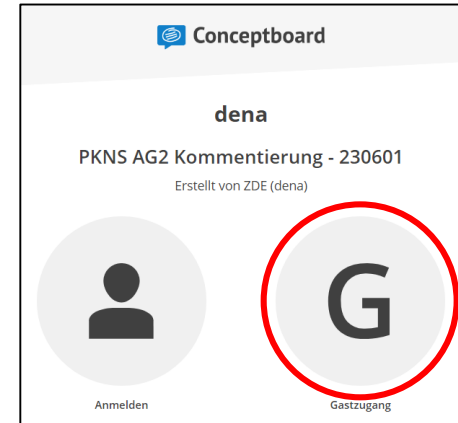 Conceptboard
dena
PKNS AG2 Kommentierung - 230601
Erstellt von ZDE (dena)
G
Anmelden
Gastzugang